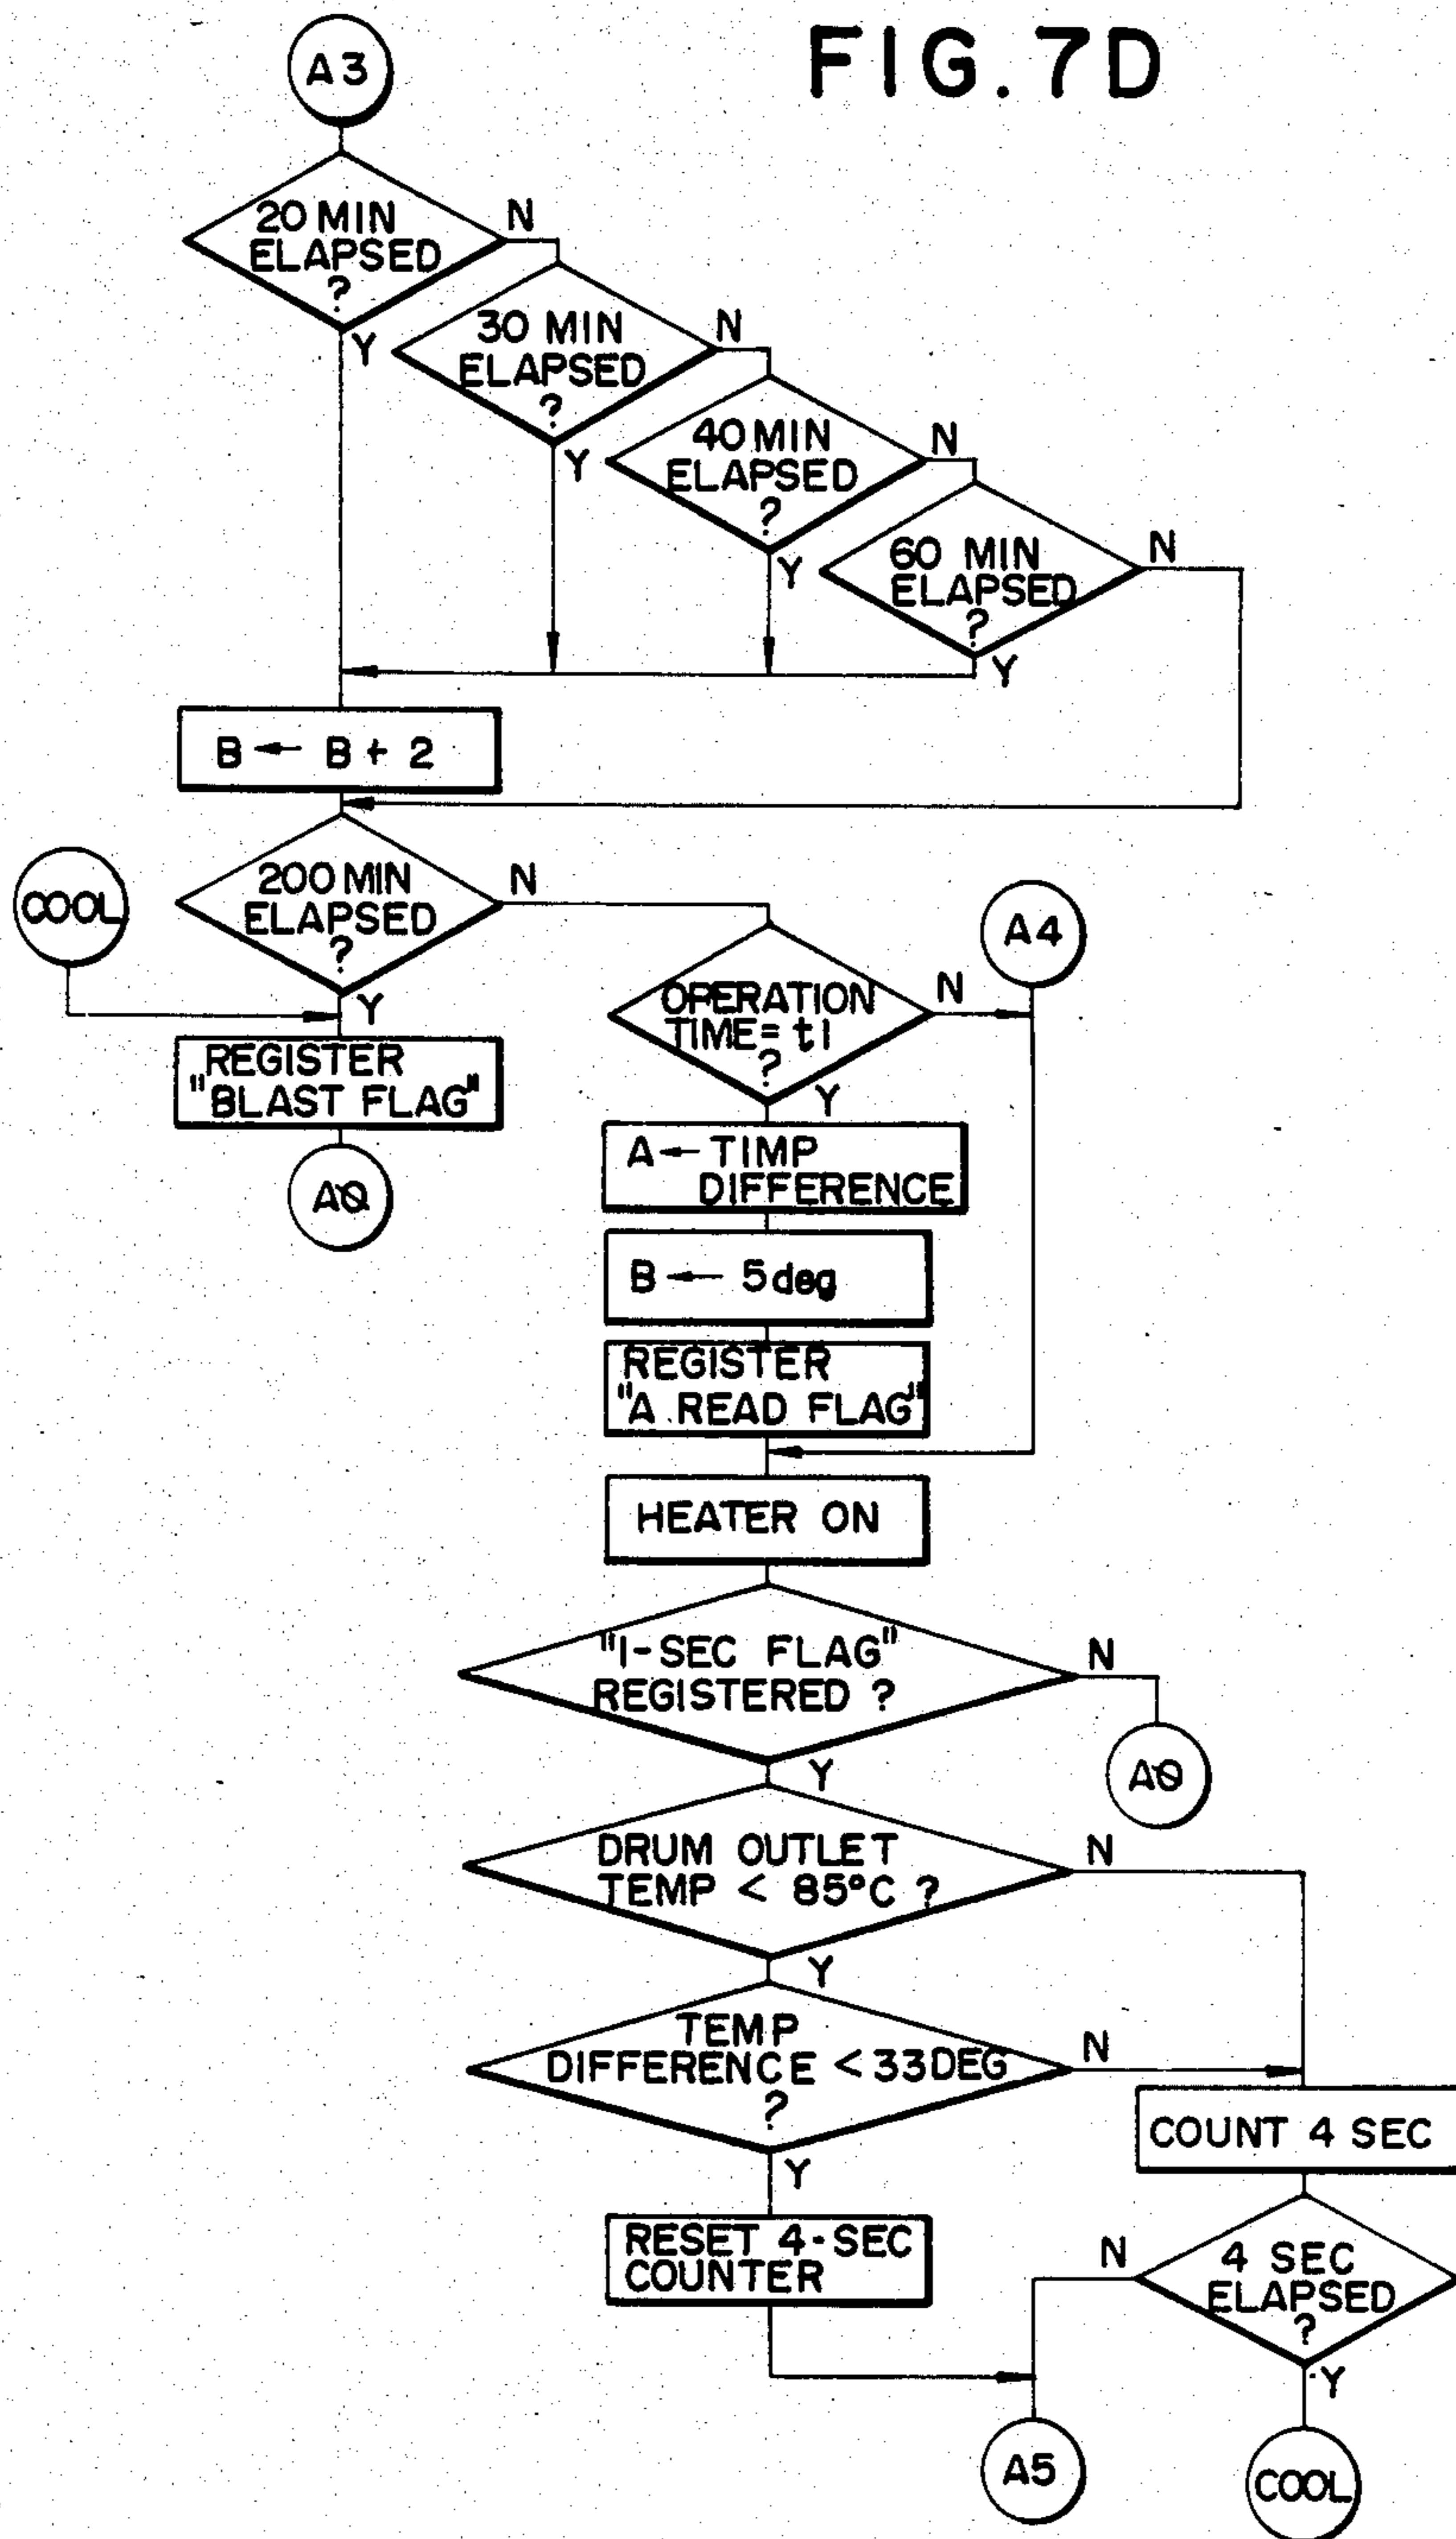 FIG. 7D
A3
20 MIN
ELAPSED
?
N
Y
30 MIN
ELAPSED
?
N
Y
40 MIN
ELAPSED
?
N
Y
60 MIN
ELAPSED
?
N
Y
B ← B + 2
COOL
200 MIN
ELAPSED
?
N
Y
REGISTER
"BLAST FLAG"
A0
OPERATION
TIME = t1
?
N
Y
A4
A ← TIMP
DIFFERENCE
B ← 5deg
REGISTER
"A READ FLAG"
HEATER ON
"1-SEC FLAG"
REGISTERED ?
N
Y
A0
DRUM OUTLET
TEMP < 85°C ?
N
Y
TEMP
DIFFERENCE < 33DEG
?
N
Y
COUNT 4 SEC
RESET 4-SEC
COUNTER
4 SEC
ELAPSED
?
N
Y
A5
COOL